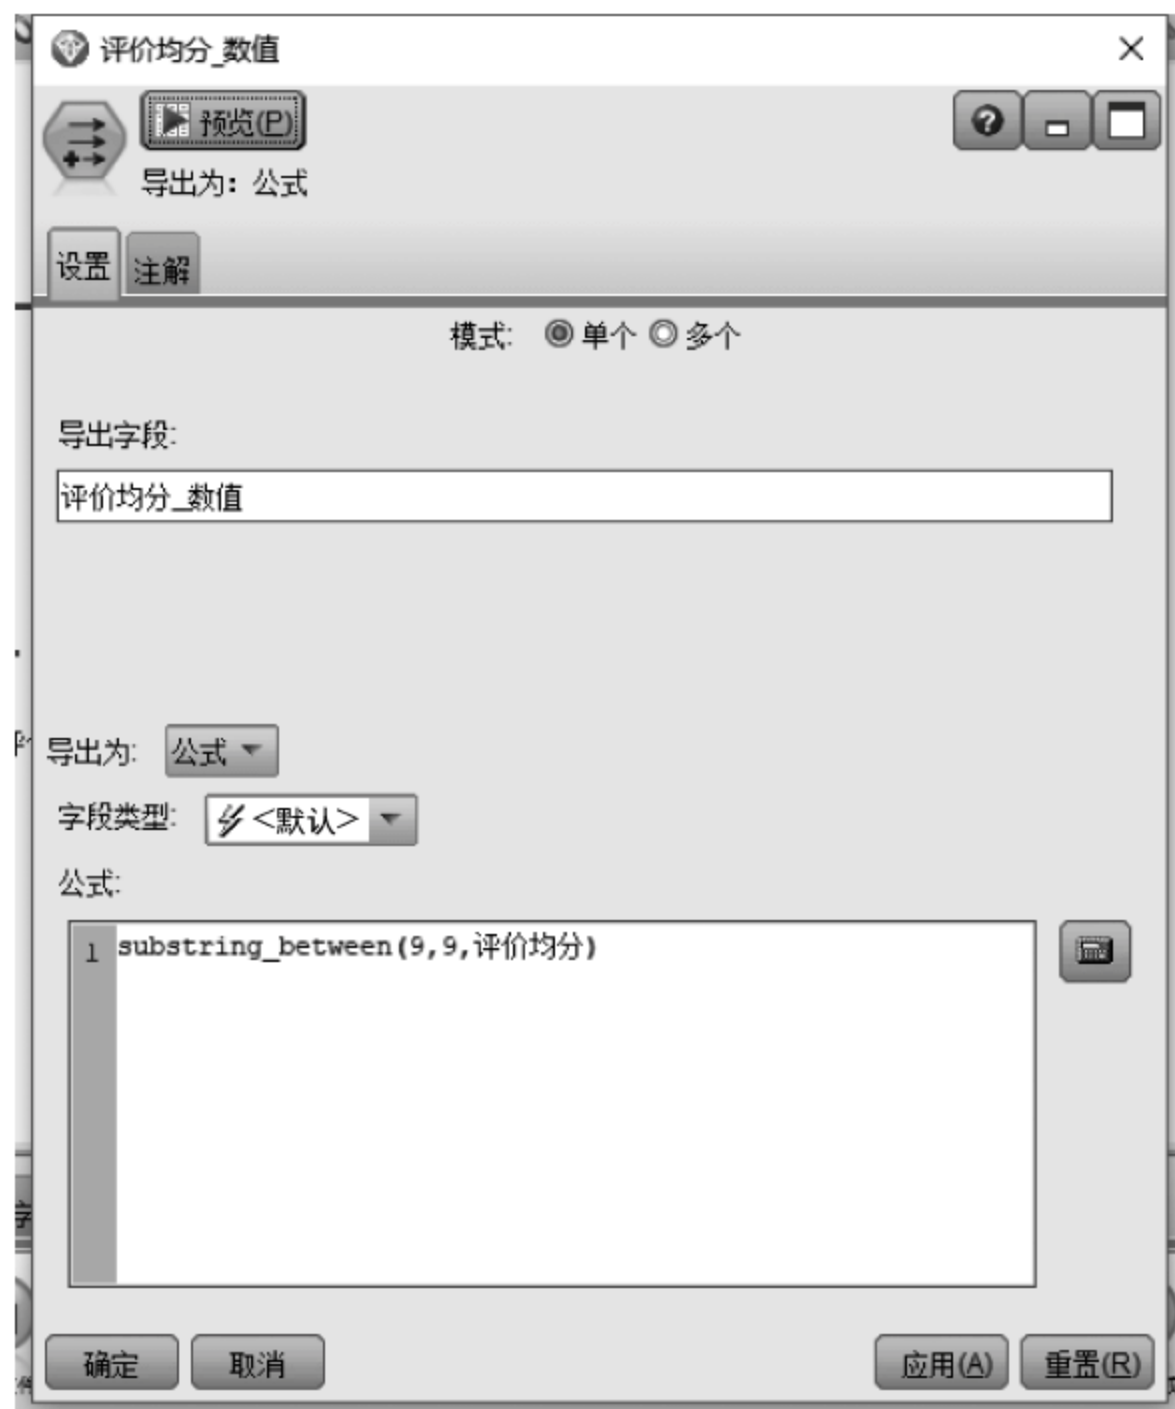 评价均分_数值
预览(P)
导出为: 公式
设置 注解
模式: 单个 多个
导出字段:
评价均分_数值
导出为: 公式
字段类型: <默认>
公式:
1 substring_between(9,9,评价均分)
确定 取消 应用(A) 重置(R)